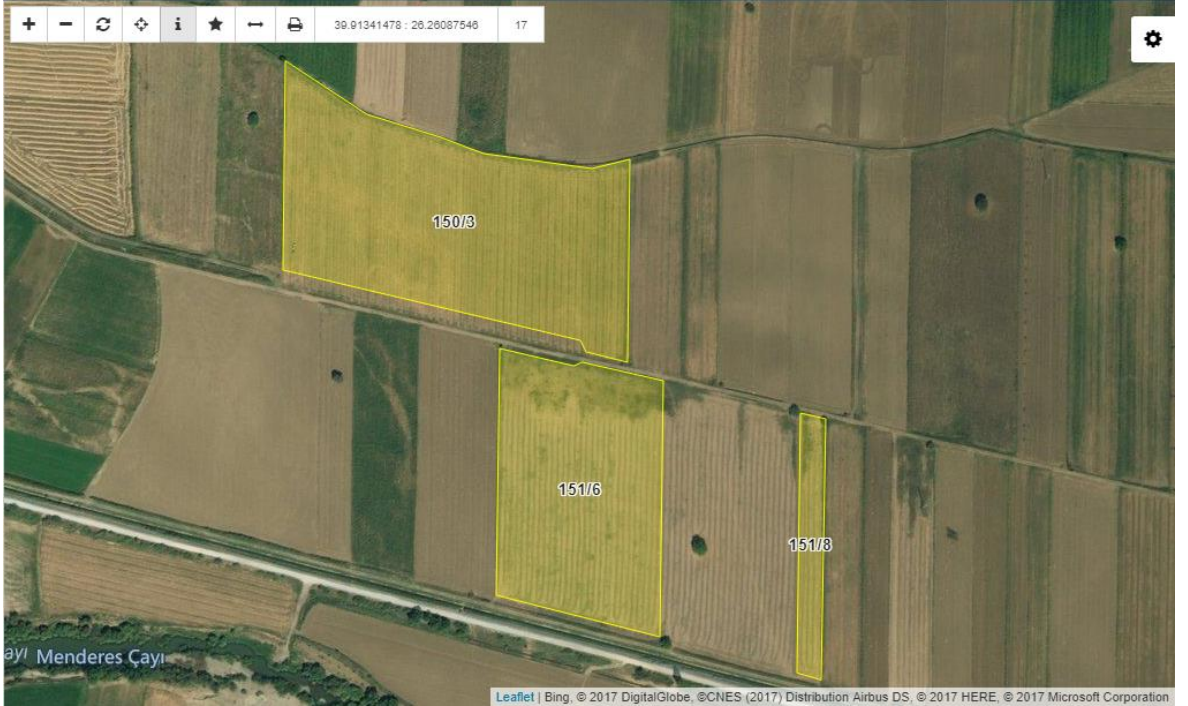 39.91341478 : 26.26087546
17
150/3
151/6
151/8
ayı Menderes Çayı
Leaflet | Bing, © 2017 DigitalGlobe, ©CNES (2017) Distribution Airbus DS, © 2017 HERE, © 2017 Microsoft Corporation